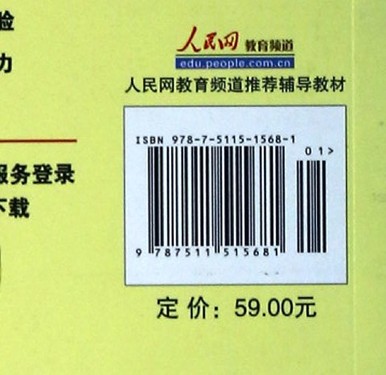 验
力
服务登录
下载
人民网 教育频道
edu.people.com.cn
人民网教育频道推荐辅导教材
ISBN 978-7-5115-1568-1
01>
9 787511 515681
定 价：59.00元